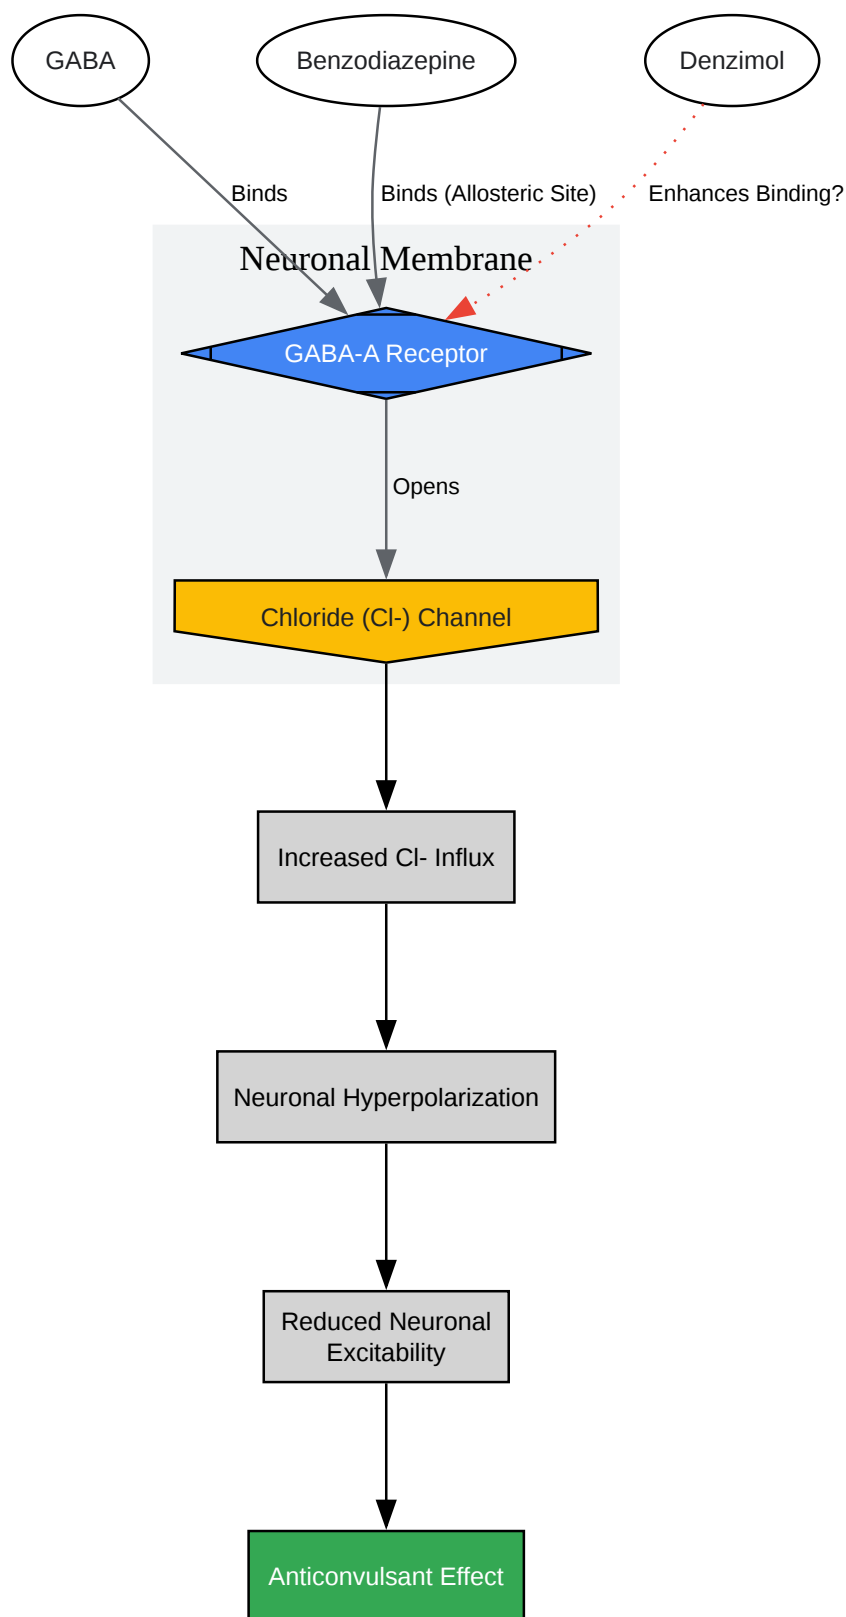 GABA
Benzodiazepine
Denzimol
Binds
Binds (Allosteric Site)
Enhances Binding?
Neuronal Membrane
GABA-A Receptor
Opens
Chloride (Cl-) Channel
Increased Cl- Influx
Neuronal Hyperpolarization
Reduced Neuronal
Excitability
Anticonvulsant Effect